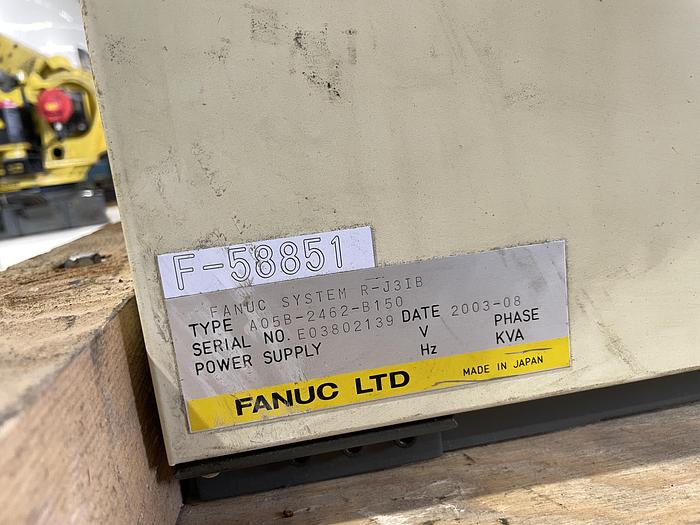 F-58851
FANUC SYSTEM R-J3IB
TYPE A05B-2462-B150
SERIAL NO. E03802139 DATE 2003-08
POWER SUPPLY V PHASE
Hz KVA
FANUC LTD MADE IN JAPAN